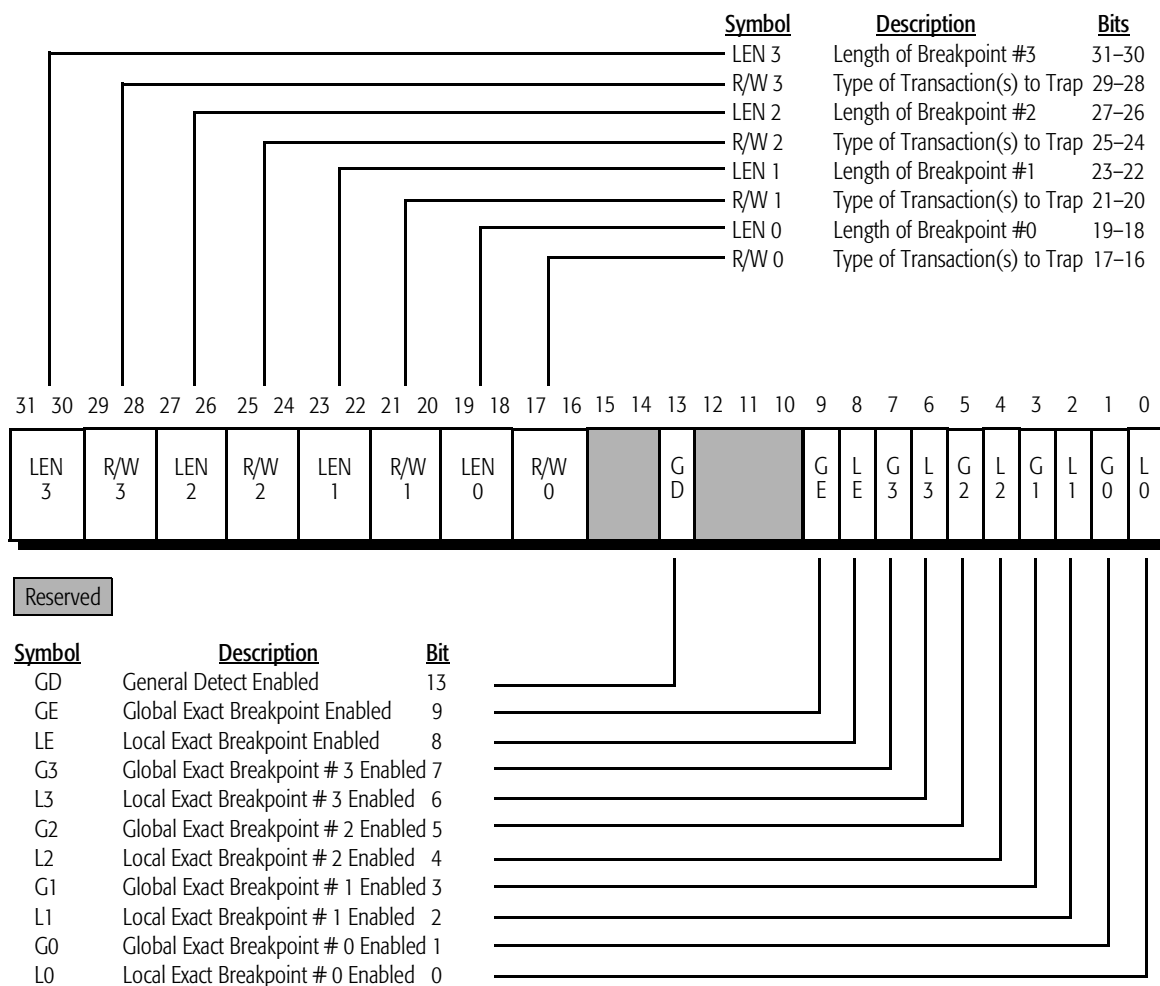 Symbol Description Bits
LEN 3 Length of Breakpoint #3 31–30
R/W 3 Type of Transaction(s) to Trap 29–28
LEN 2 Length of Breakpoint #2 27–26
R/W 2 Type of Transaction(s) to Trap 25–24
LEN 1 Length of Breakpoint #1 23–22
R/W 1 Type of Transaction(s) to Trap 21–20
LEN 0 Length of Breakpoint #0 19–18
R/W 0 Type of Transaction(s) to Trap 17–16
31 30 29 28 27 26 25 24 23 22 21 20 19 18 17 16 15 14 13 12 11 10 9 8 7 6 5 4 3 2 1 0
LEN R/W LEN R/W LEN R/W LEN R/W G G L G L G L G L G L
3 3 2 2 1 1 0 0 D E E 3 3 2 2 1 1 0 0
Reserved
Symbol Description Bit
GD General Detect Enabled 13
GE Global Exact Breakpoint Enabled 9
LE Local Exact Breakpoint Enabled 8
G3 Global Exact Breakpoint # 3 Enabled 7
L3 Local Exact Breakpoint # 3 Enabled 6
G2 Global Exact Breakpoint # 2 Enabled 5
L2 Local Exact Breakpoint # 2 Enabled 4
G1 Global Exact Breakpoint # 1 Enabled 3
L1 Local Exact Breakpoint # 1 Enabled 2
G0 Global Exact Breakpoint # 0 Enabled 1
L0 Local Exact Breakpoint # 0 Enabled 0